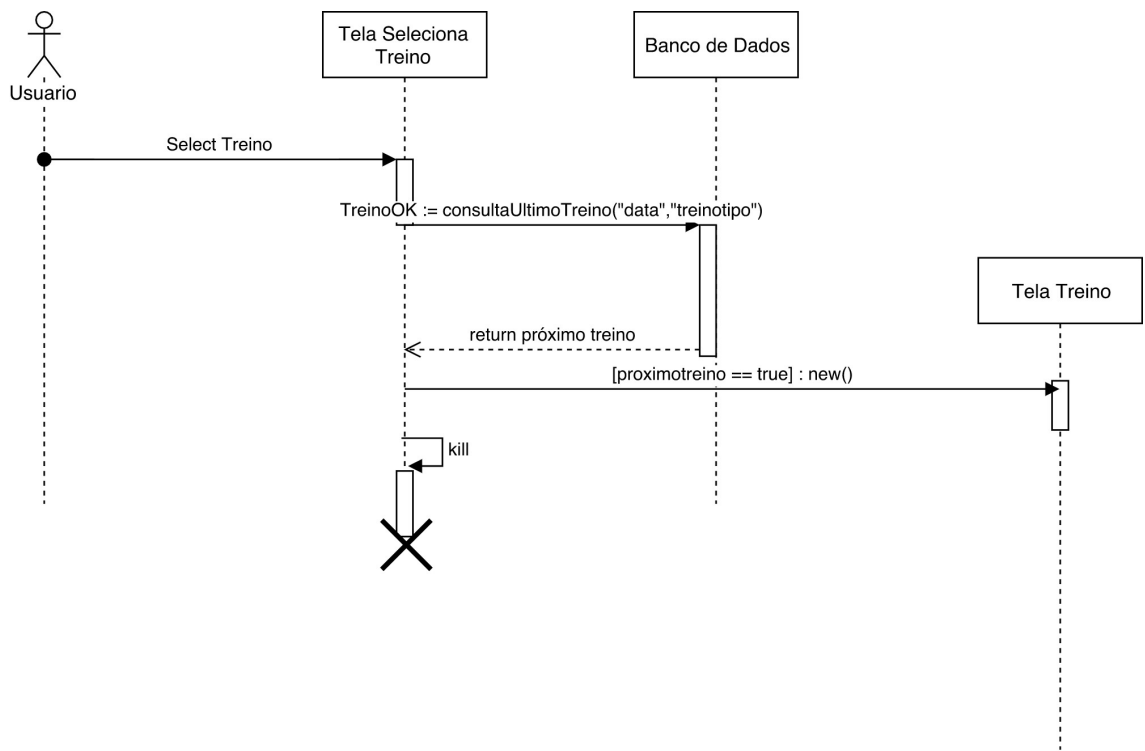 Tela Seleciona
Treino
Banco de Dados
Usuario
Select Treino
TreinoOK := consultaUltimoTreino("data","treinotipo")
Tela Treino
return próximo treino
[proximotreino == true] : new()
kill